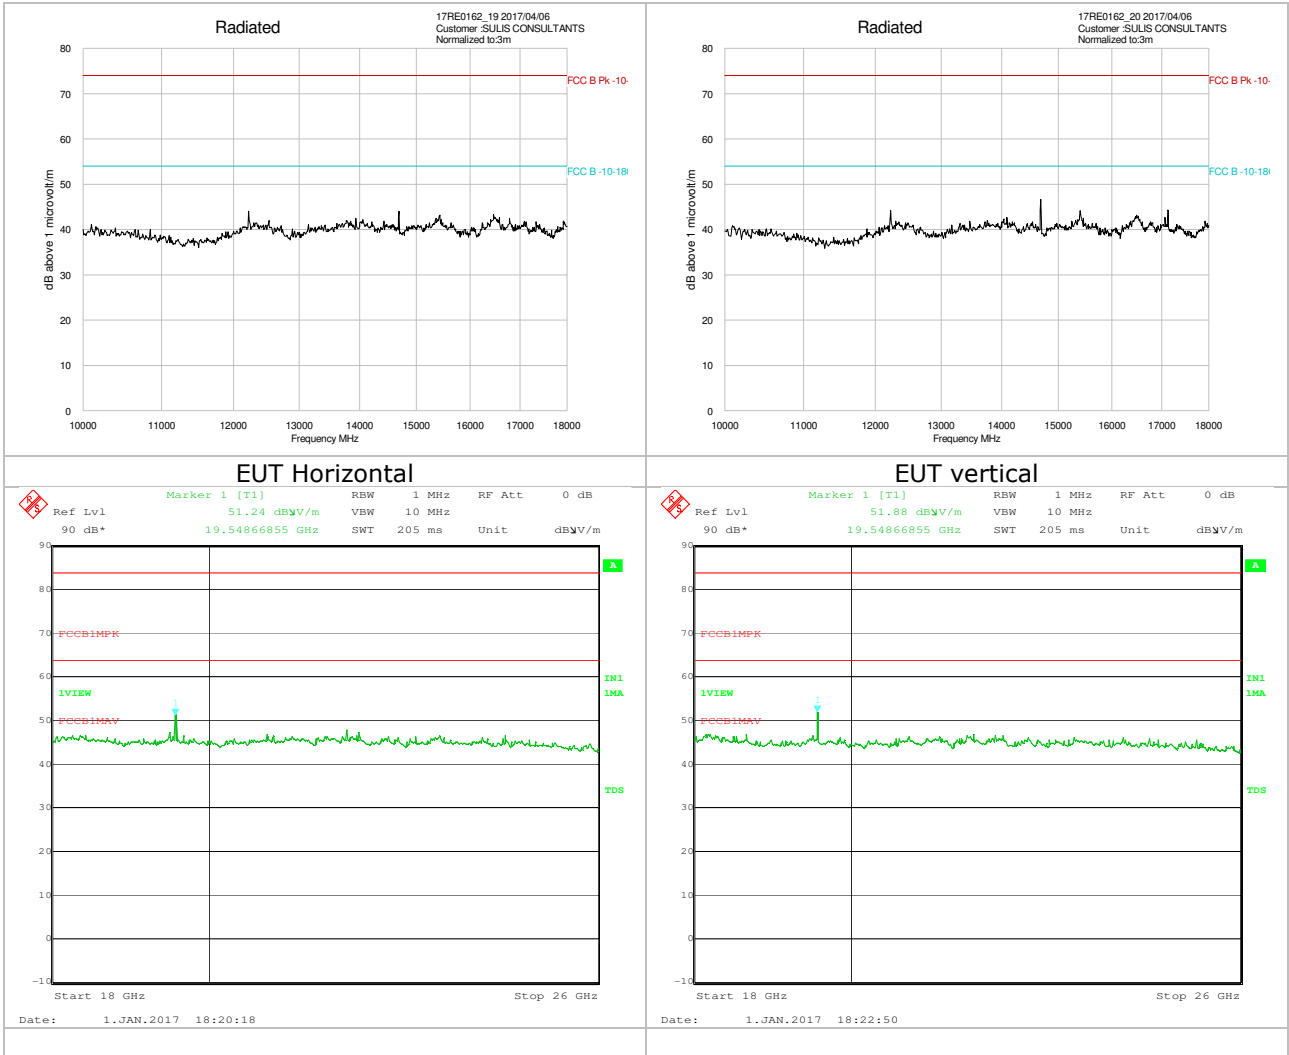 Radiated
17RE0162_19 2017/04/06
Customer :SULIS CONSULTANTS
Normalized to:3m
80
70
60
50
40
30
20
10
0
dB above 1 microvolt/m
FCC B Pk -10-
FCC B -10-18
10000 11000 12000 13000 14000 15000 16000 17000 18000
Frequency MHz
Radiated
17RE0162_20 2017/04/06
Customer :SULIS CONSULTANTS
Normalized to:3m
80
70
60
50
40
30
20
10
0
dB above 1 microvolt/m
FCC B Pk -10-
FCC B -10-18
10000 11000 12000 13000 14000 15000 16000 17000 18000
Frequency MHz
EUT Horizontal
R S
Marker 1 [T1] RBW 1 MHz RF Att 0 dB
Ref Lvl 51.24 dBµV/m VBW 10 MHz
90 dB* 19.54866855 GHz SWT 205 ms Unit dBµV/m
90
80
70
60
50
40
30
20
10
0
-10
A
FCCB1MPK
IN1
1VIEW 1MA
1
FCCB1MAV
TDS
Start 18 GHz Stop 26 GHz
Date: 1.JAN.2017 18:20:18
EUT vertical
R S
Marker 1 [T1] RBW 1 MHz RF Att 0 dB
Ref Lvl 51.88 dBµV/m VBW 10 MHz
90 dB* 19.54866855 GHz SWT 205 ms Unit dBµV/m
90
80
70
60
50
40
30
20
10
0
-10
A
FCCB1MPK
IN1
1VIEW 1MA
1
FCCB1MAV
TDS
Start 18 GHz Stop 26 GHz
Date: 1.JAN.2017 18:22:50